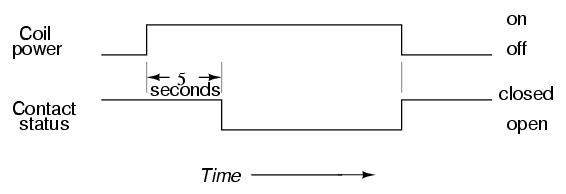 Coil
power
on
off
5
seconds
Contact
status
closed
open
Time